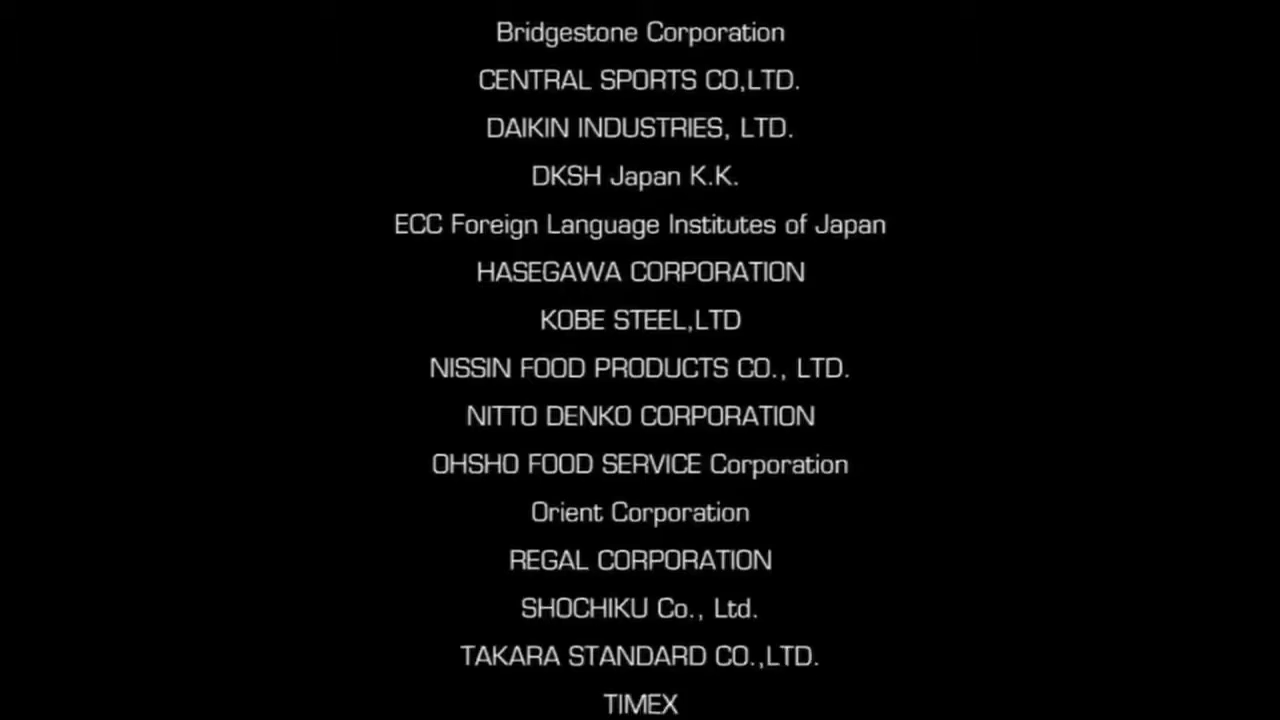 Bridgestone Corporation
CENTRAL SPORTS CO,LTD.
DAIKIN INDUSTRIES, LTD.
DKSH Japan K.K.
ECC Foreign Language Institutes of Japan
HASEGAWA CORPORATION
KOBE STEEL,LTD
NISSIN FOOD PRODUCTS CO., LTD.
NITTO DENKO CORPORATION
OHSHO FOOD SERVICE Corporation
Orient Corporation
REGAL CORPORATION
SHOCHIKU Co., Ltd.
TAKARA STANDARD CO.,LTD.
TIMEX